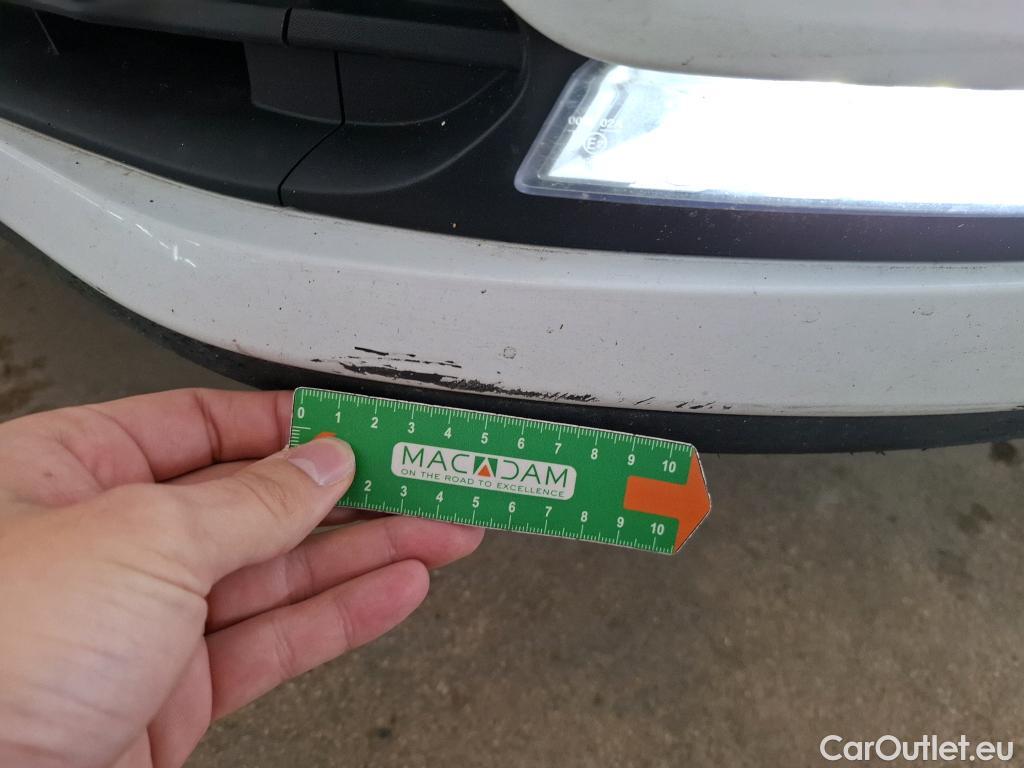 0 1 2 3 4 5 6 7 8 9 10
MACADAM
ON THE ROAD TO EXCELLENCE
2 3 4 5 6 7 8 9 10
CarOutlet.eu